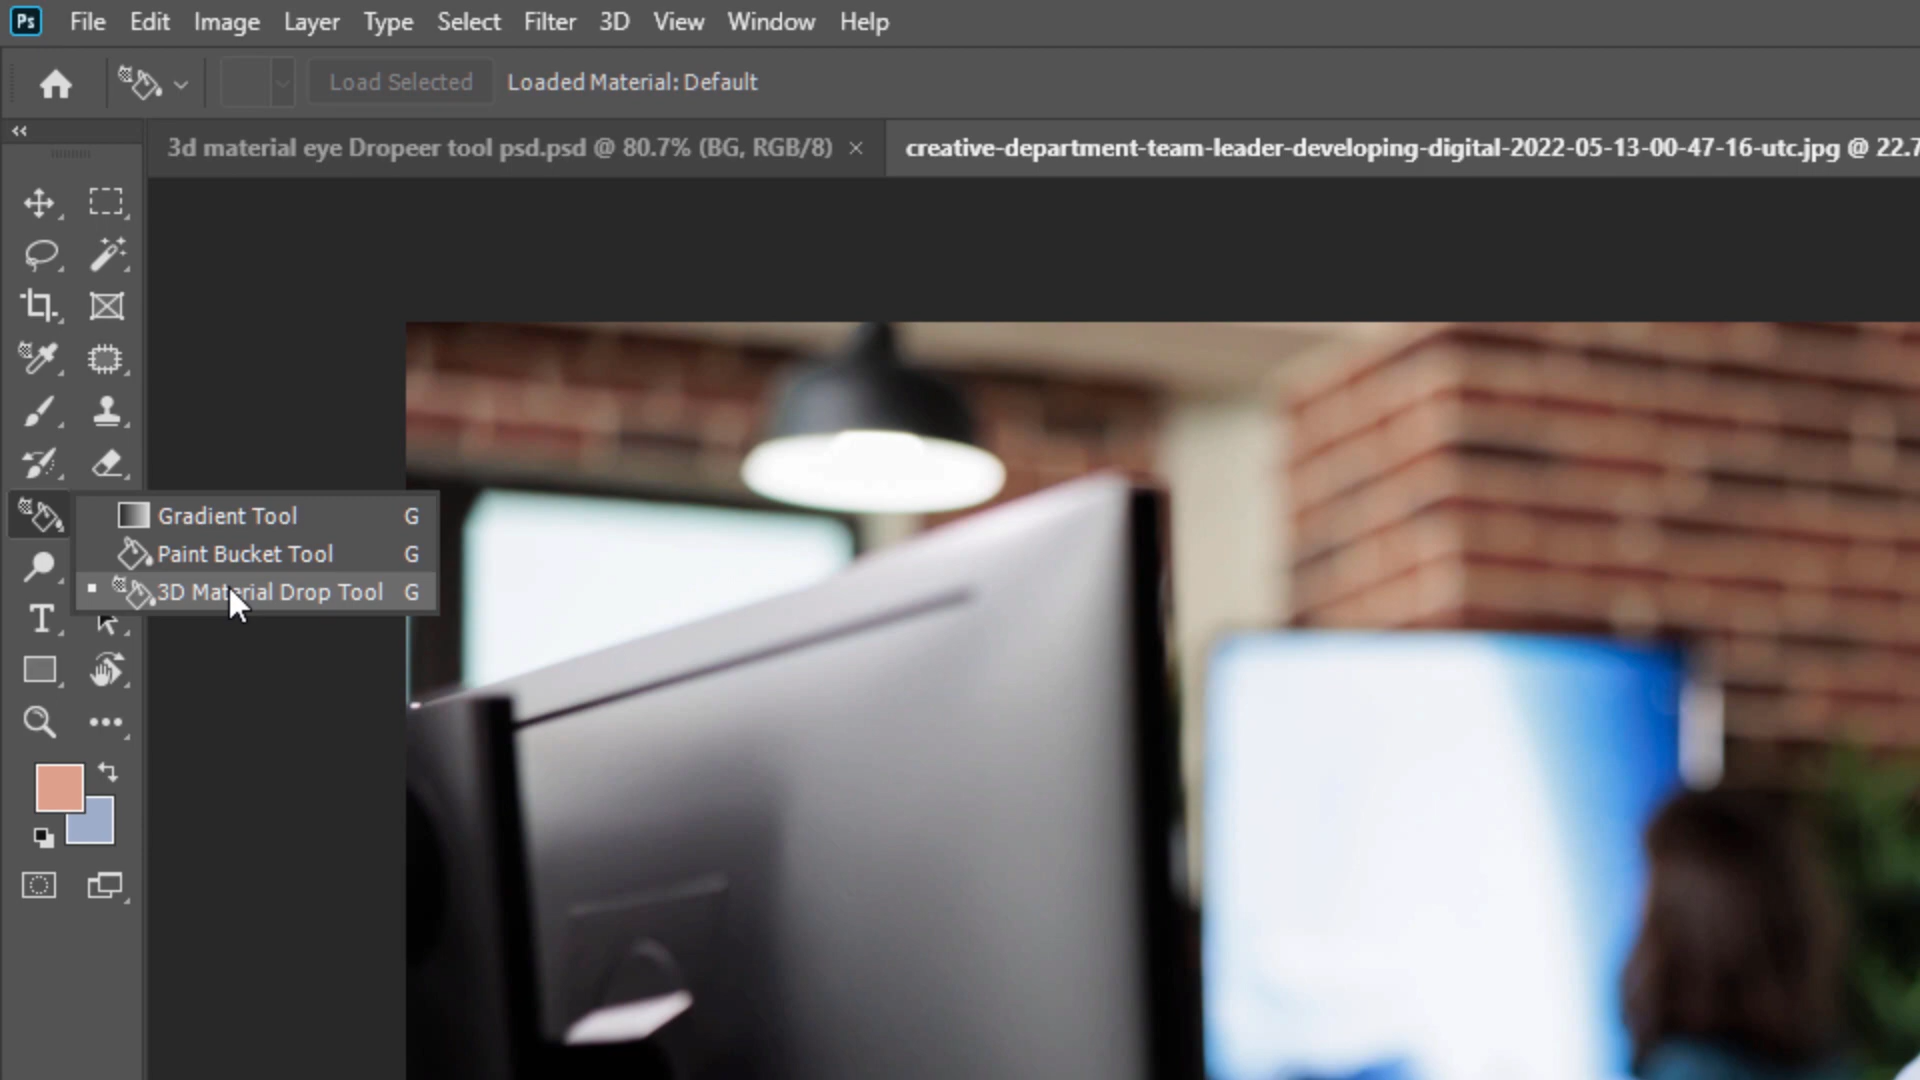 Ps File Edit Image Layer Type Select Filter 3D View Window Help
Load Selected Loaded Material: Default
3d material eye Dropeer tool psd.psd @ 80.7% (BG, RGB/8) × creative-department-team-leader-developing-digital-2022-05-13-00-47-16-utc.jpg @ 22.7
Gradient Tool G
Paint Bucket Tool G
3D Material Drop Tool G